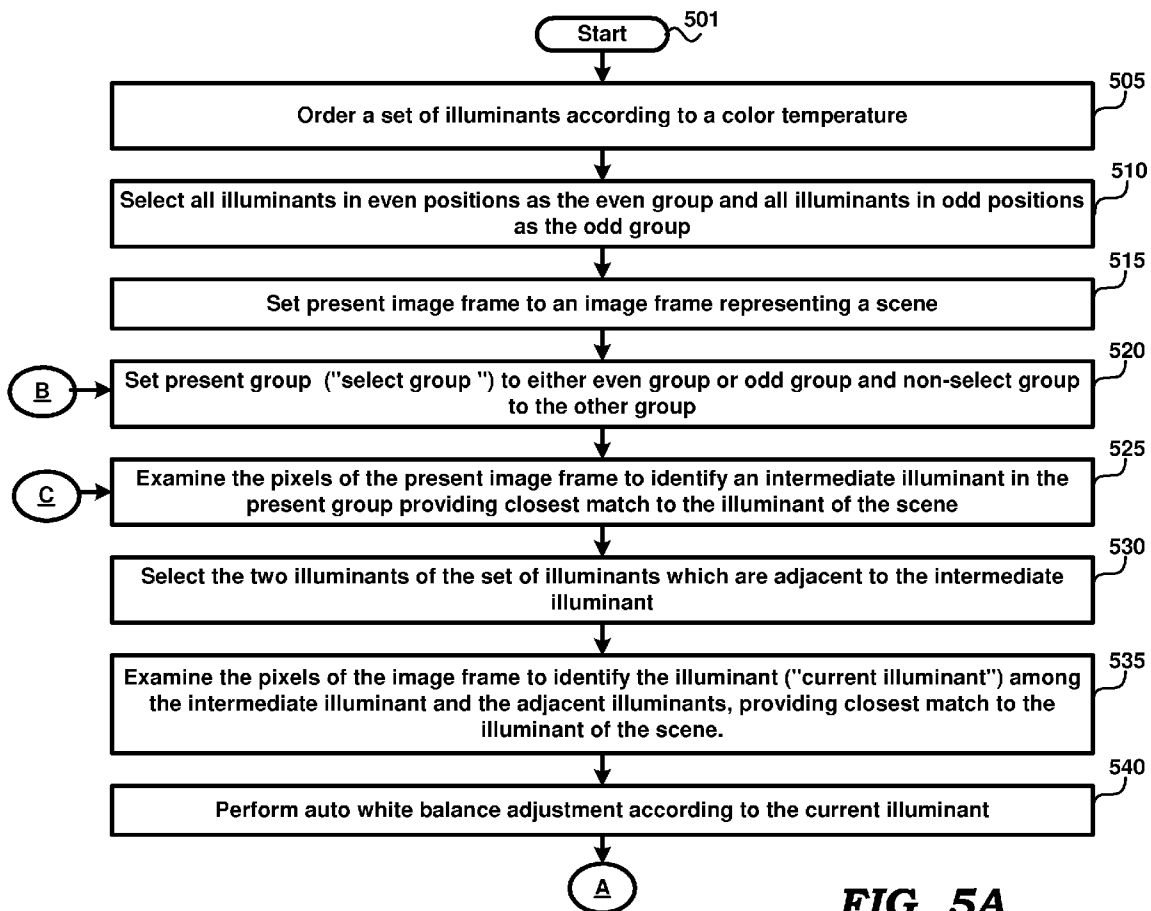 Start
501
505
Order a set of illuminants according to a color temperature
510
Select all illuminants in even positions as the even group and all illuminants in odd positions
as the odd group
515
Set present image frame to an image frame representing a scene
520
B
Set present group ("select group ") to either even group or odd group and non-select group
to the other group
525
C
Examine the pixels of the present image frame to identify an intermediate illuminant in the
present group providing closest match to the illuminant of the scene
530
Select the two illuminants of the set of illuminants which are adjacent to the intermediate
illuminant
535
Examine the pixels of the image frame to identify the illuminant ("current illuminant") among
the intermediate illuminant and the adjacent illuminants, providing closest match to the
illuminant of the scene.
540
Perform auto white balance adjustment according to the current illuminant
A
FIG. 5A